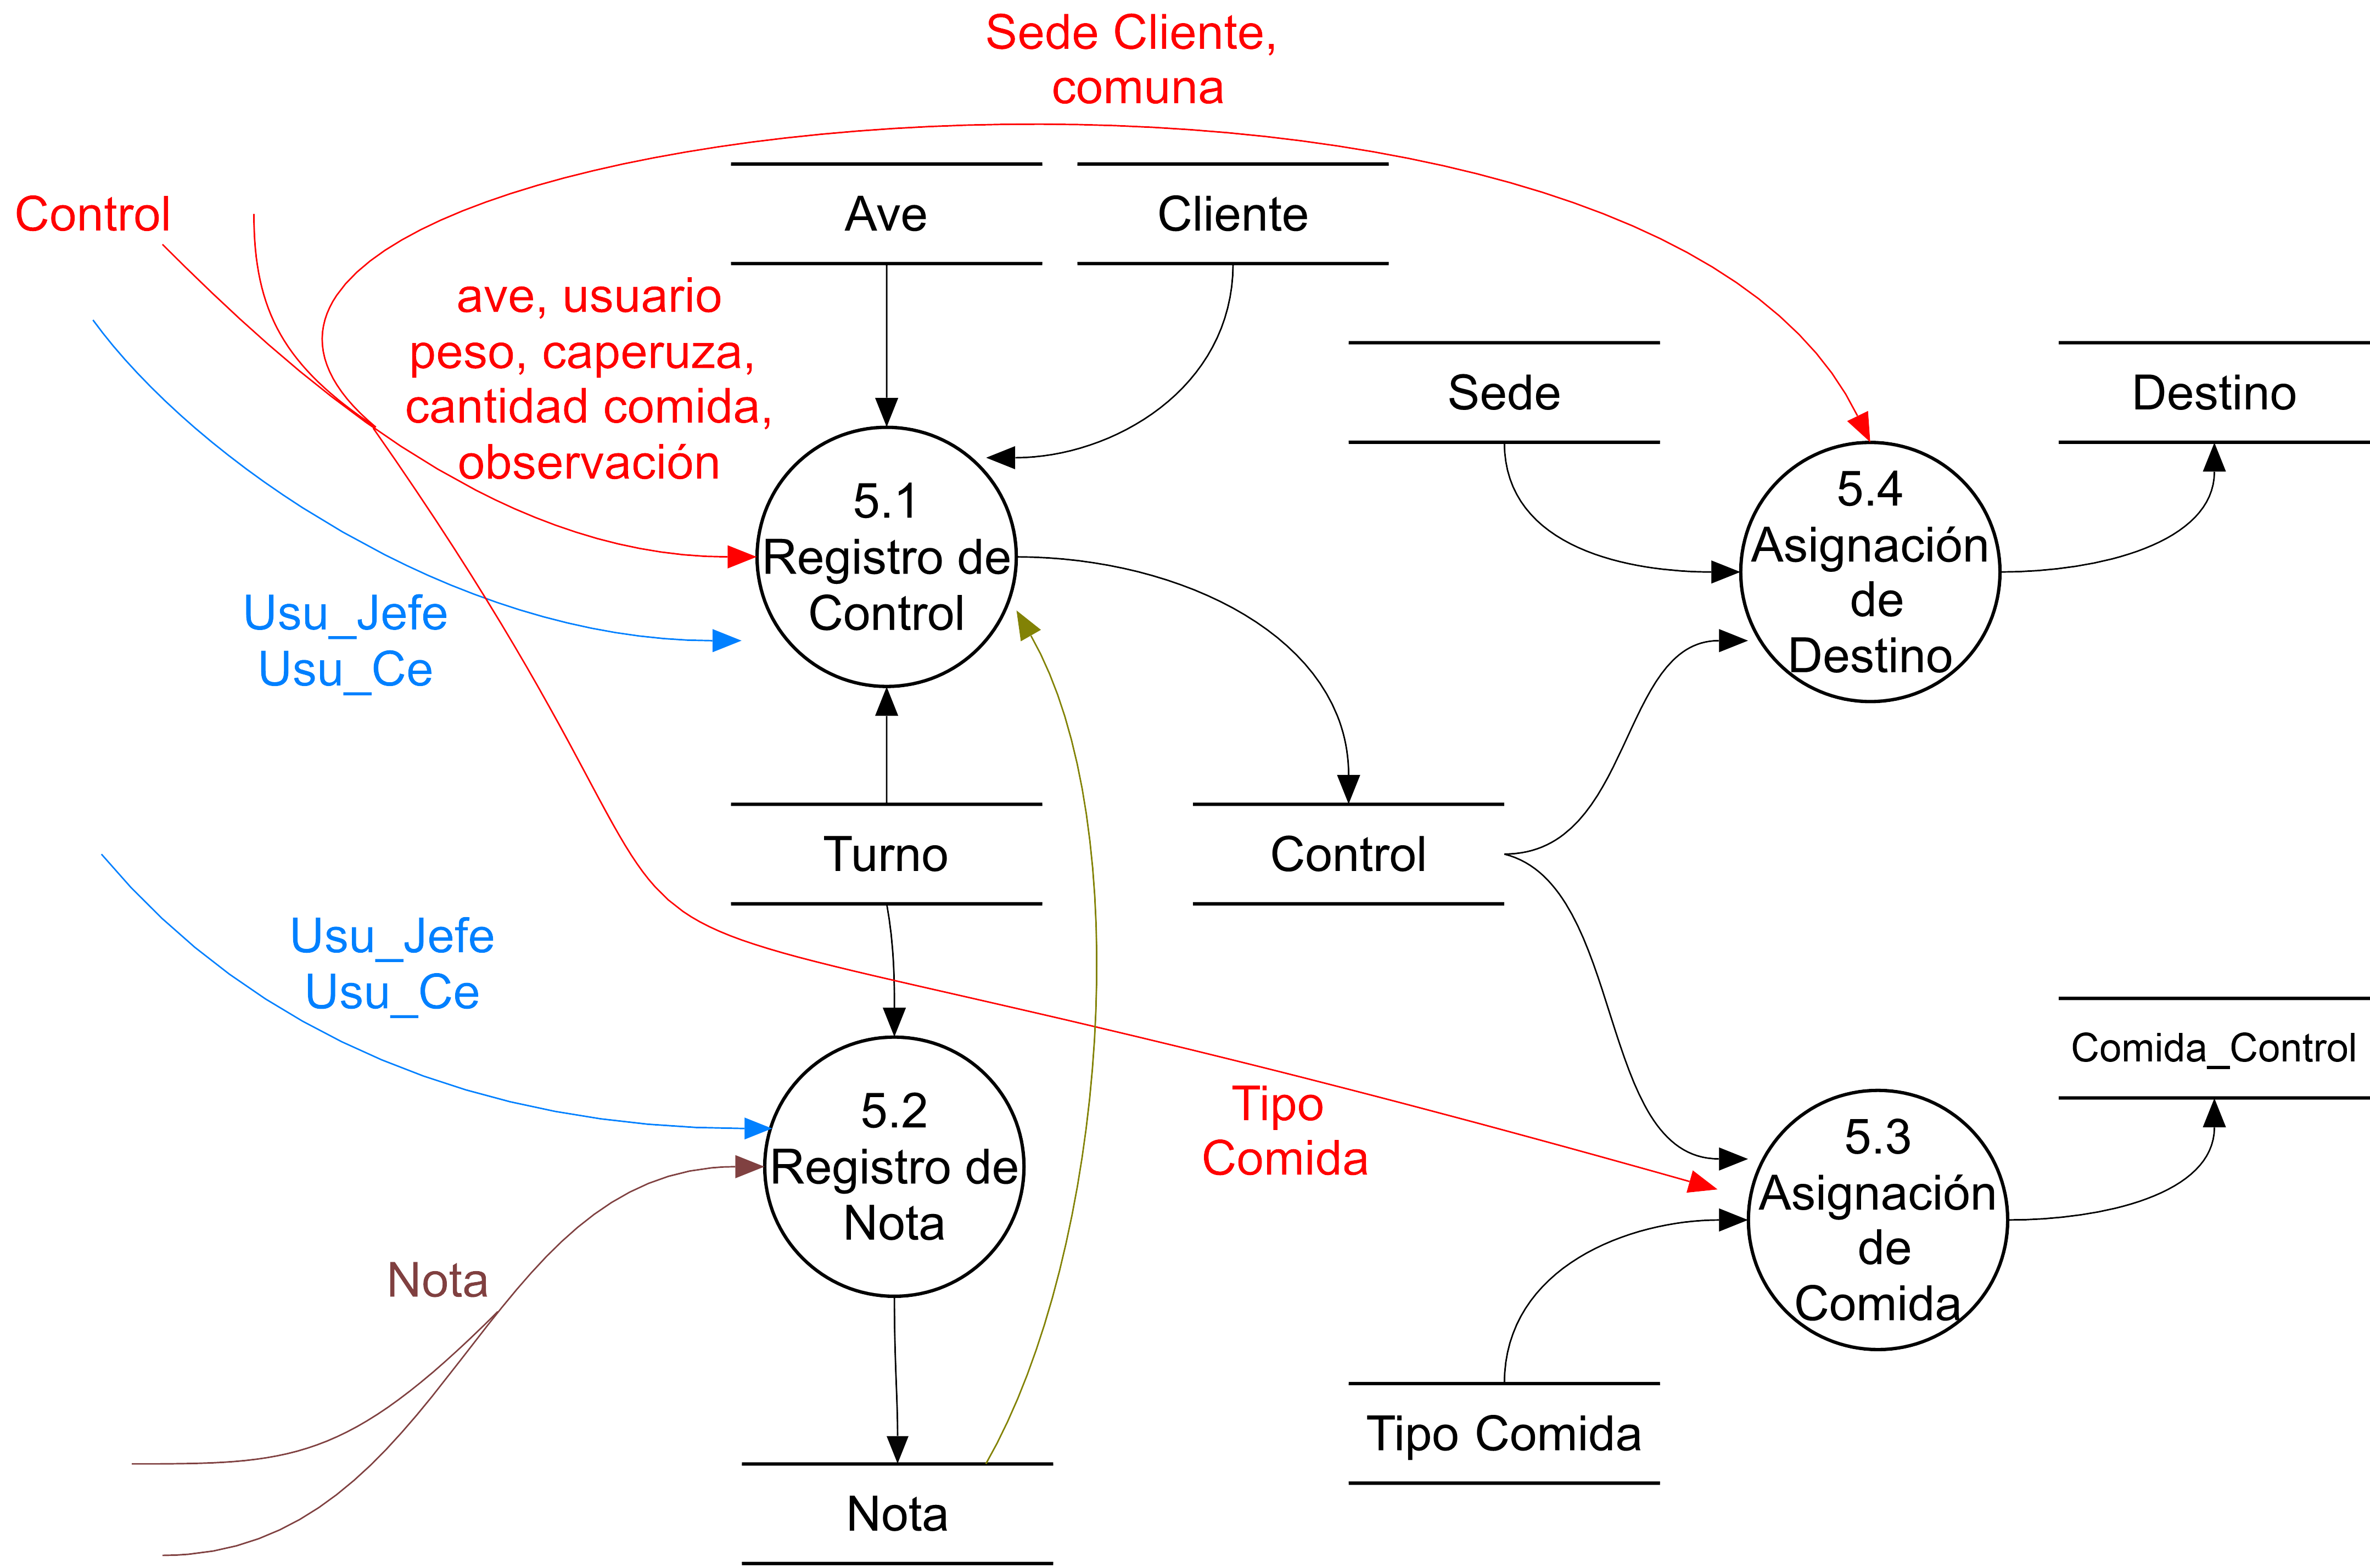 Sede Cliente,
comuna
Control
Ave
Cliente
ave, usuario
peso, caperuza,
cantidad comida,
observación
Sede
Destino
5.1
Registro de
Control
5.4
Asignación
de
Destino
Usu_Jefe
Usu_Ce
Turno
Control
Usu_Jefe
Usu_Ce
Comida_Control
5.2
Registro de
Nota
Tipo
Comida
5.3
Asignación
de
Comida
Nota
Tipo Comida
Nota